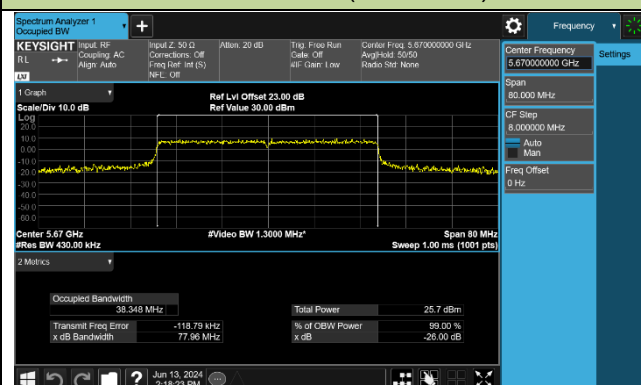 Spectrum Analyzer 1
Occupied BW
Frequency
KEYSIGHT
Input: RF
Input Z: 50 Ω
Atten: 20 dB
Trig: Free Run
Center Freq: 5.670000000 GHz
RL
Coupling: AC
Corrections: Off
Gate: Off
Avg|Hold: 50/50
Align: Auto
Freq Ref: Int (S)
#IF Gain: Low
Radio Std: None
NFE: Off
LXI
Center Frequency
5.670000000 GHz
Settings
Span
80.000 MHz
CF Step
8.000000 MHz
Auto
Man
Freq Offset
0 Hz
1 Graph
Ref Lvl Offset 23.00 dB
Scale/Div 10.0 dB
Ref Value 30.00 dBm
Log
20.0
10.0
0.00
-10.0
-20.0
-30.0
-40.0
-50.0
-60.0
Center 5.67 GHz
#Video BW 1.3000 MHz*
Span 80 MHz
#Res BW 430.00 kHz
Sweep 1.00 ms (1001 pts)
2 Metrics
Occupied Bandwidth
38.348 MHz
Total Power
25.7 dBm
Transmit Freq Error
-118.79 kHz
% of OBW Power
99.00 %
x dB Bandwidth
77.96 MHz
x dB
-26.00 dB
Jun 13, 2024
2:18:23 PM